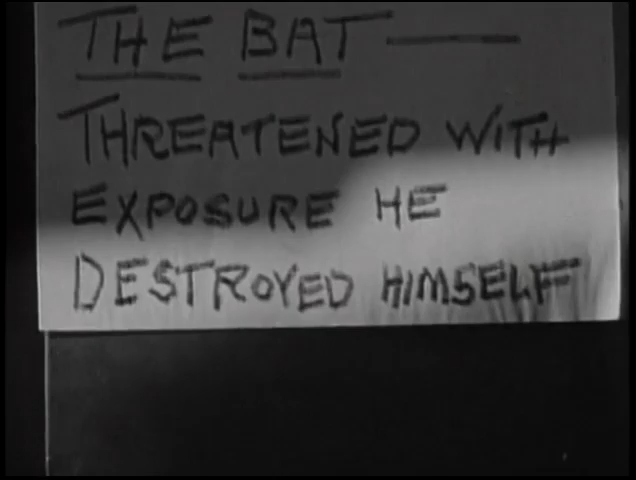 THE BAT —
THREATENED WITH
EXPOSURE HE
DESTROYED HIMSELF